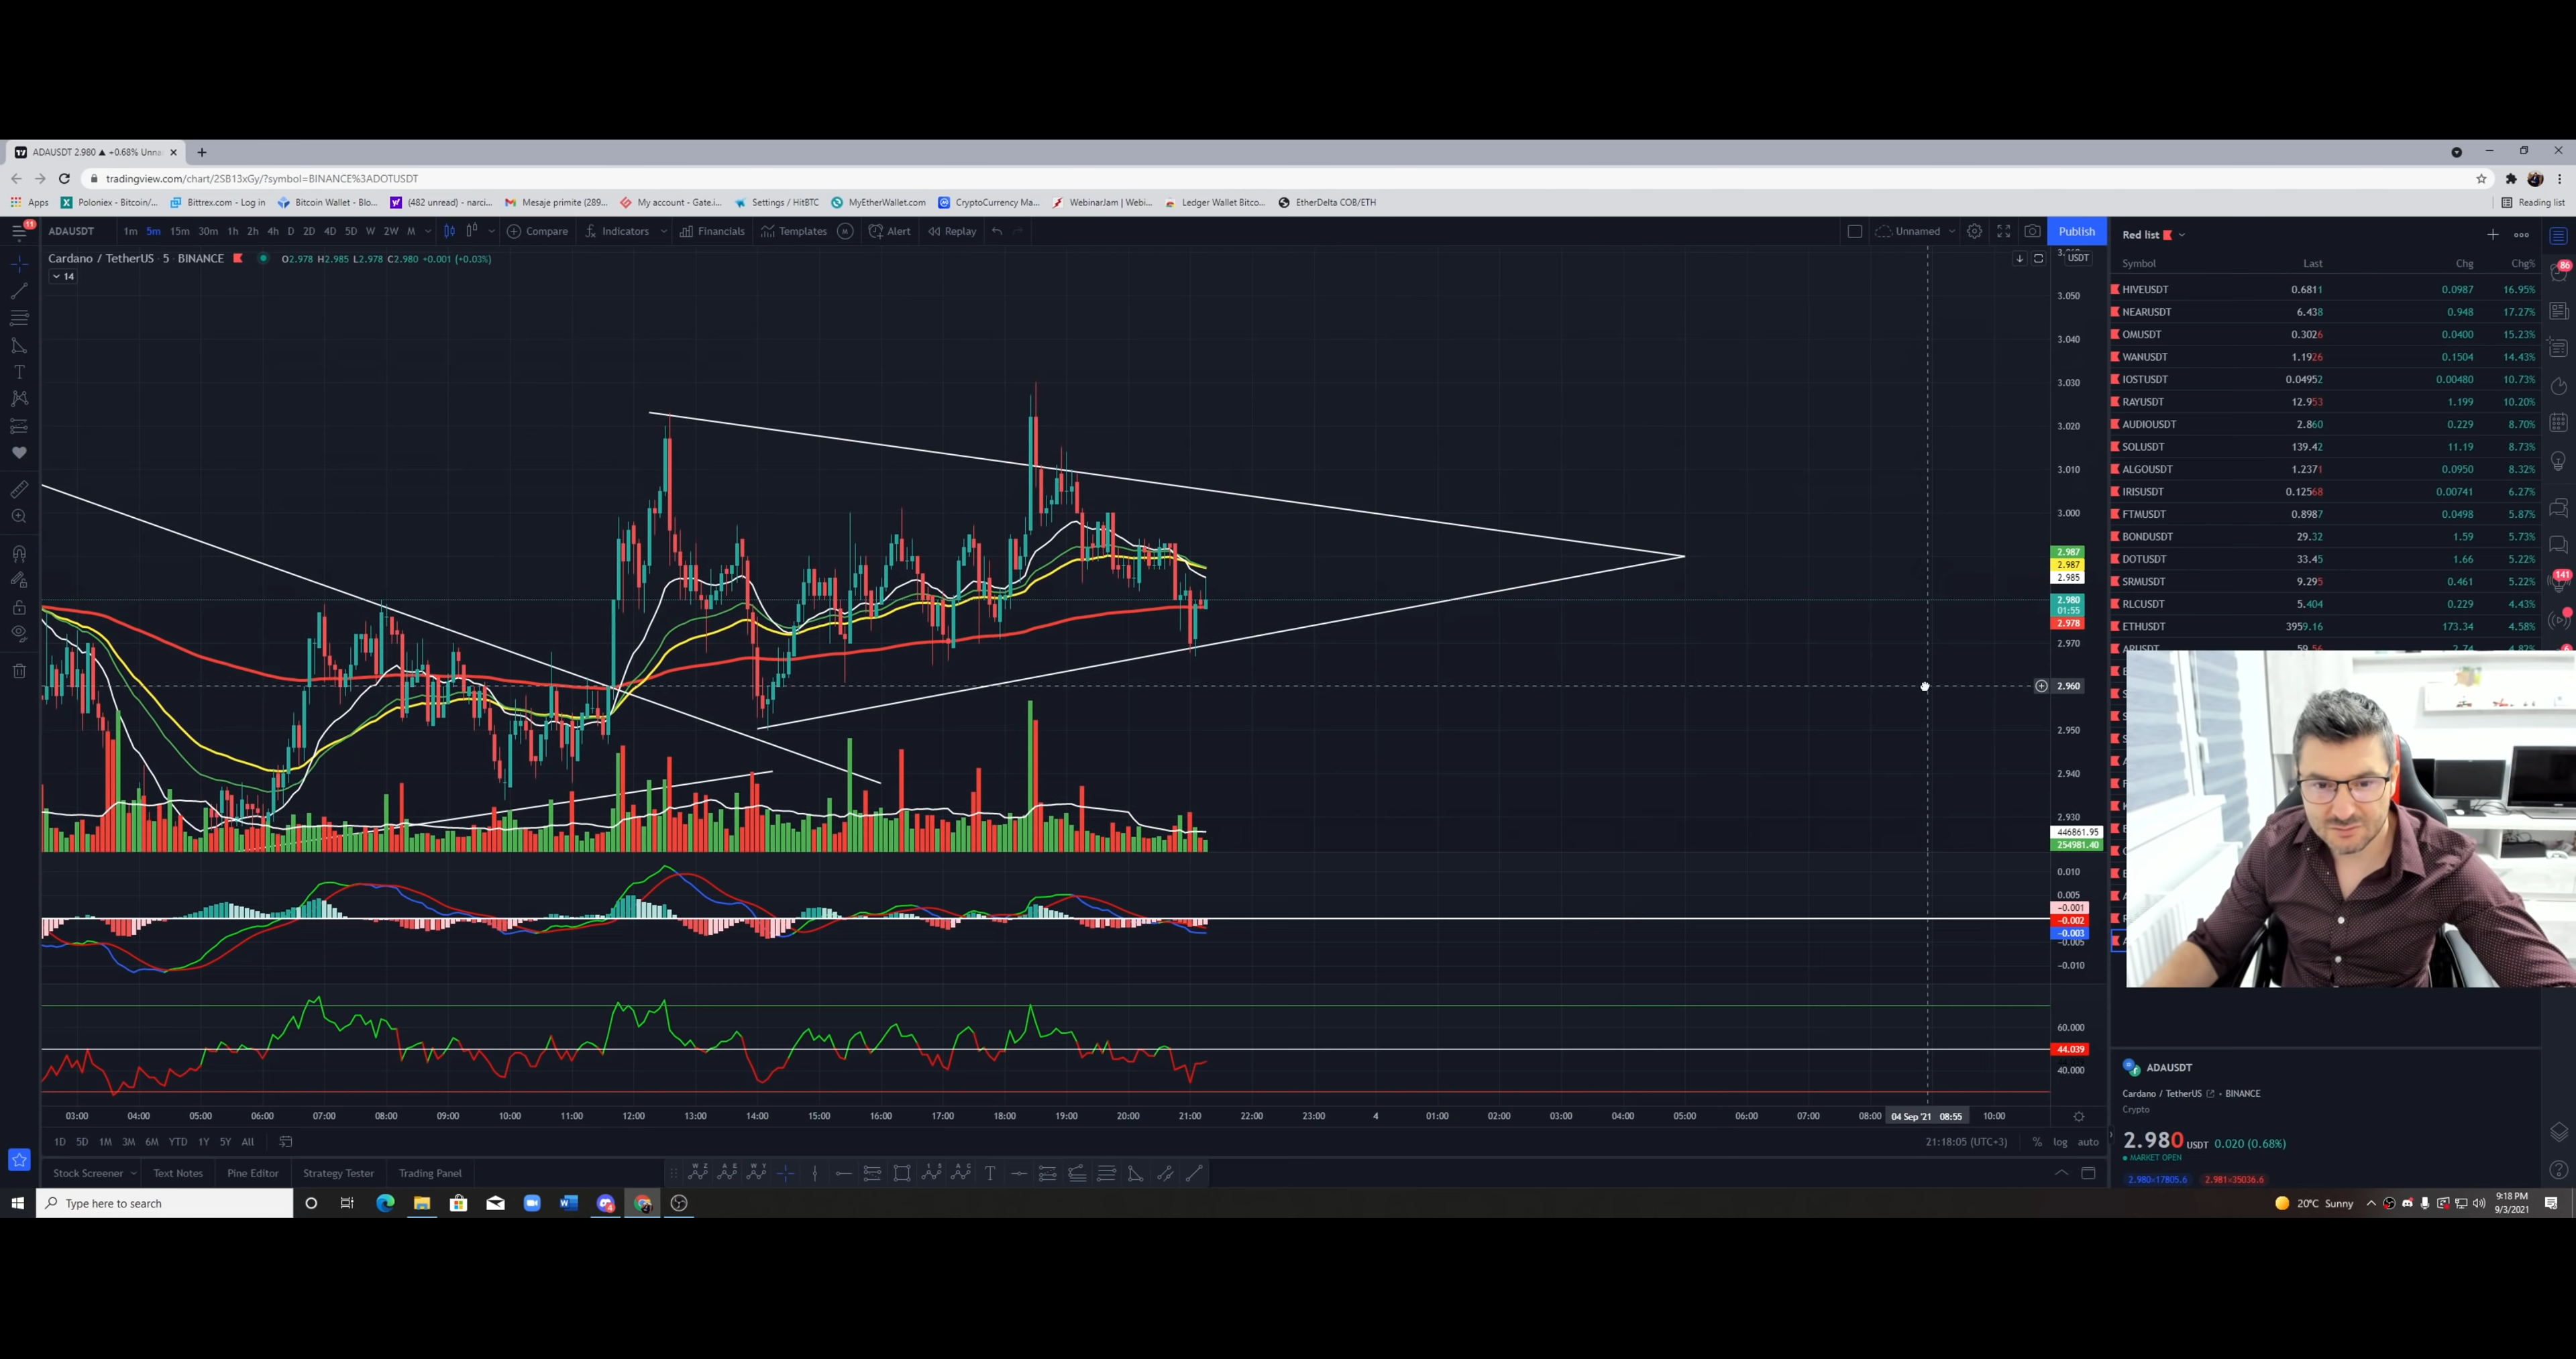 ADAUSDT 2.980 ▲ +0.68% Unna
tradingview.com/chart/2SB13xGy/?symbol=BINANCE%3ADOTUSDT
Apps Poloniex - Bitcoin/... Bittrex.com - Log in Bitcoin Wallet - Blo... (482 unread) - narci... Mesaje primite (289... My account - Gate.i... Settings / HitBTC MyEtherWallet.com CryptoCurrency Ma... WebinarJam | Webi... Ledger Wallet Bitco... EtherDelta COB/ETH Reading list
11
ADAUSDT 1m 5m 15m 30m 1h 2h 4h D 2D 4D 5D W 2W M Compare Indicators Financials Templates M Alert Replay Unnamed Publish
Cardano / TetherUS · 5 · BINANCE O2.978 H2.985 L2.978 C2.980 +0.001 (+0.03%)
14
USDT
3.050
3.040
3.030
3.020
3.010
3.000
2.987
2.987
2.985
2.980
01:55
2.978
2.970
2.960
2.950
2.940
2.930
446861.95
254981.40
0.010
0.005
−0.001
−0.002
−0.003
−0.005
−0.010
60.000
44.039
40.000
03:00 04:00 05:00 06:00 07:00 08:00 09:00 10:00 11:00 12:00 13:00 14:00 15:00 16:00 17:00 18:00 19:00 20:00 21:00 22:00 23:00 4 01:00 02:00 03:00 04:00 05:00 06:00 07:00 08:00 04 Sep '21 08:55 10:00
1D 5D 1M 3M 6M YTD 1Y 5Y All 21:18:05 (UTC+3) % log auto
Stock Screener Text Notes Pine Editor Strategy Tester Trading Panel
Red list
Symbol Last Chg Chg%
HIVEUSDT 0.6811 0.0987 16.95%
NEARUSDT 6.438 0.948 17.27%
OMUSDT 0.3026 0.0400 15.23%
WANUSDT 1.1926 0.1504 14.43%
IOSTUSDT 0.04952 0.00480 10.73%
RAYUSDT 12.953 1.199 10.20%
AUDIOUSDT 2.860 0.229 8.70%
SOLUSDT 139.42 11.19 8.73%
ALGOUSDT 1.2371 0.0950 8.32%
IRISUSDT 0.12568 0.00741 6.27%
FTMUSDT 0.8987 0.0498 5.87%
BONDUSDT 29.32 1.59 5.73%
DOTUSDT 33.45 1.66 5.22%
SRMUSDT 9.295 0.461 5.22%
RLCUSDT 5.404 0.229 4.43%
ETHUSDT 3959.16 173.34 4.58%
86
141
ADAUSDT
Cardano / TetherUS • BINANCE
Crypto
2.980 USDT 0.020 (0.68%)
MARKET OPEN
2.980×17805.6 2.981×35036.6
Type here to search
20°C Sunny
9:18 PM
9/3/2021